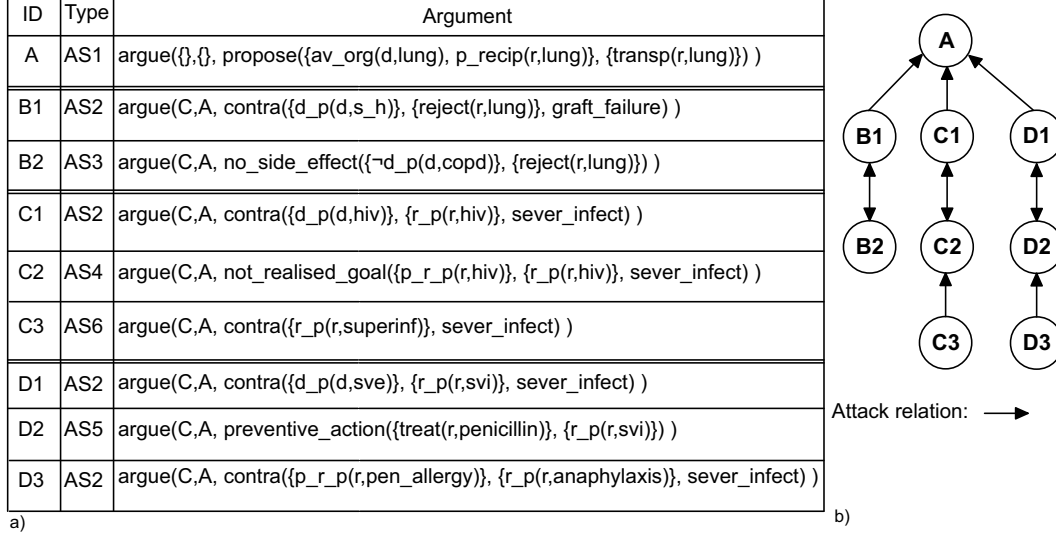 ID Type Argument
A AS1 argue({},{}, propose({av_org(d,lung), p_recip(r,lung)}, {transp(r,lung)}) )
B1 AS2 argue(C,A, contra({d_p(d,s_h)}, {reject(r,lung)}, graft_failure) )
B2 AS3 argue(C,A, no_side_effect({¬d_p(d,copd)}, {reject(r,lung)}) )
C1 AS2 argue(C,A, contra({d_p(d,hiv)}, {r_p(r,hiv)}, sever_infect) )
C2 AS4 argue(C,A, not_realised_goal({p_r_p(r,hiv)}, {r_p(r,hiv)}, sever_infect) )
C3 AS6 argue(C,A, contra({r_p(r,superinf)}, sever_infect) )
D1 AS2 argue(C,A, contra({d_p(d,sve)}, {r_p(r,svi)}, sever_infect) )
D2 AS5 argue(C,A, preventive_action({treat(r,penicillin)}, {r_p(r,svi)}) )
D3 AS2 argue(C,A, contra({p_r_p(r,pen_allergy)}, {r_p(r,anaphylaxis)}, sever_infect) )
a)
A
B1 C1 D1
B2 C2 D2
C3 D3
Attack relation:
b)